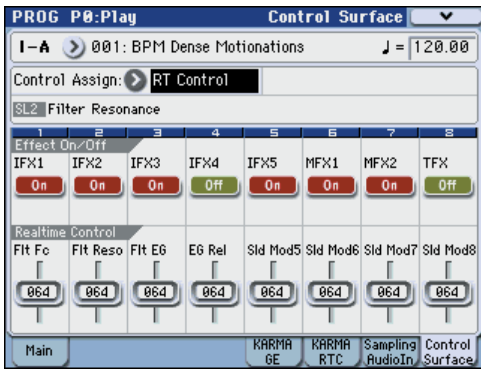 PROG P0:Play Control Surface
I-A 001: BPM Dense Motionations ♩= 120.00
Control Assign: RT Control
SL2 Filter Resonance
1 2 3 4 5 6 7 8
Effect On/Off
IFX1 IFX2 IFX3 IFX4 IFX5 MFX1 MFX2 TFX
On On On Off On On On Off
Realtime Control
Flt Fc Flt Reso Flt EG EG Rel Sld Mod5 Sld Mod6 Sld Mod7 Sld Mod8
064 064 064 064 064 064 064 064
Main KARMA GE KARMA RTC Sampling AudioIn Control Surface